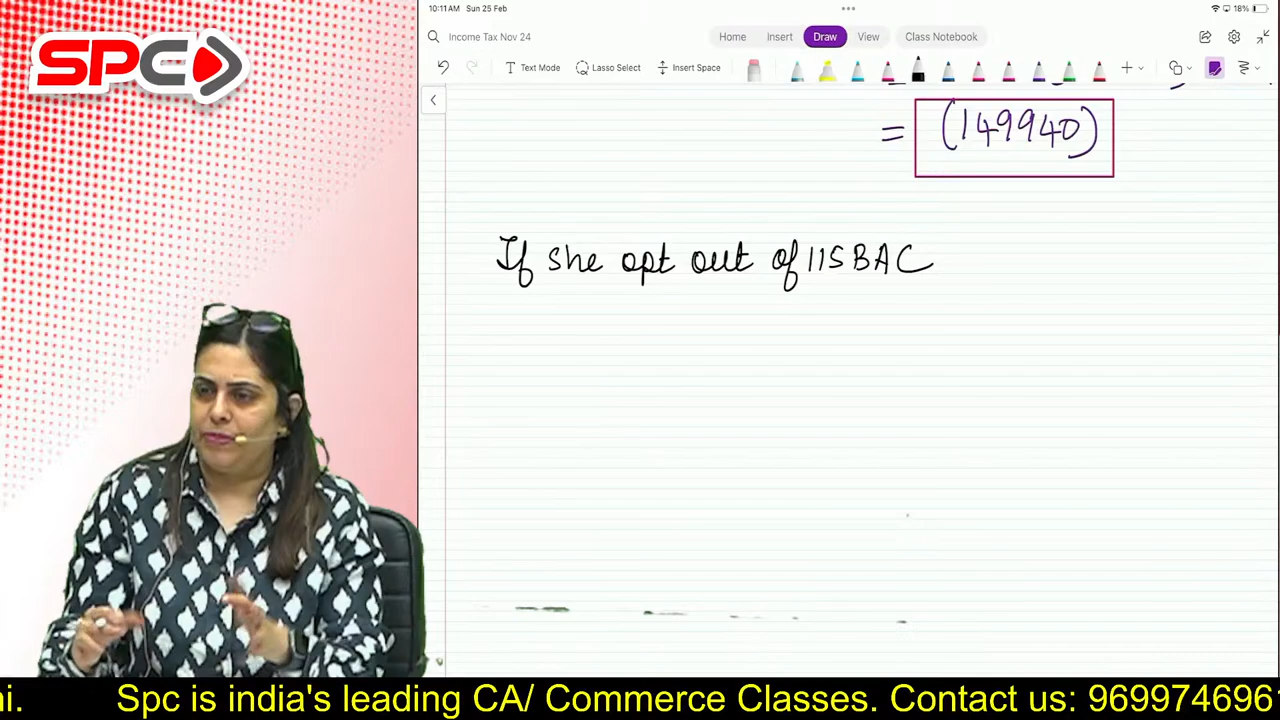 10:11 AM Sun 25 Feb
18%
SPC
Income Tax Nov 24
Home Insert Draw View Class Notebook
Text Mode Lasso Select Insert Space
= (149940)
If she opt out of 115BAC
ni. Spc is india's leading CA/ Commerce Classes. Contact us: 969974696